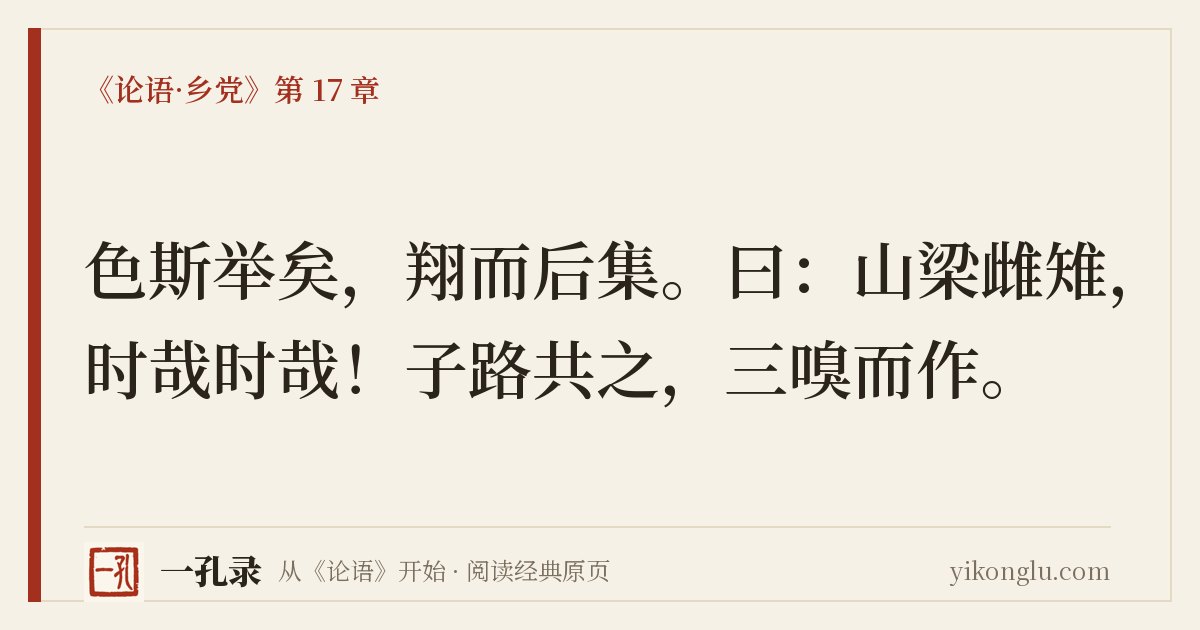 《论语·乡党》第 17 章
色斯举矣，翔而后集。曰：山梁雌雉，
时哉时哉！子路共之，三嗅而作。
一孔 一孔录 从《论语》开始 · 阅读经典原页 yikonglu.com